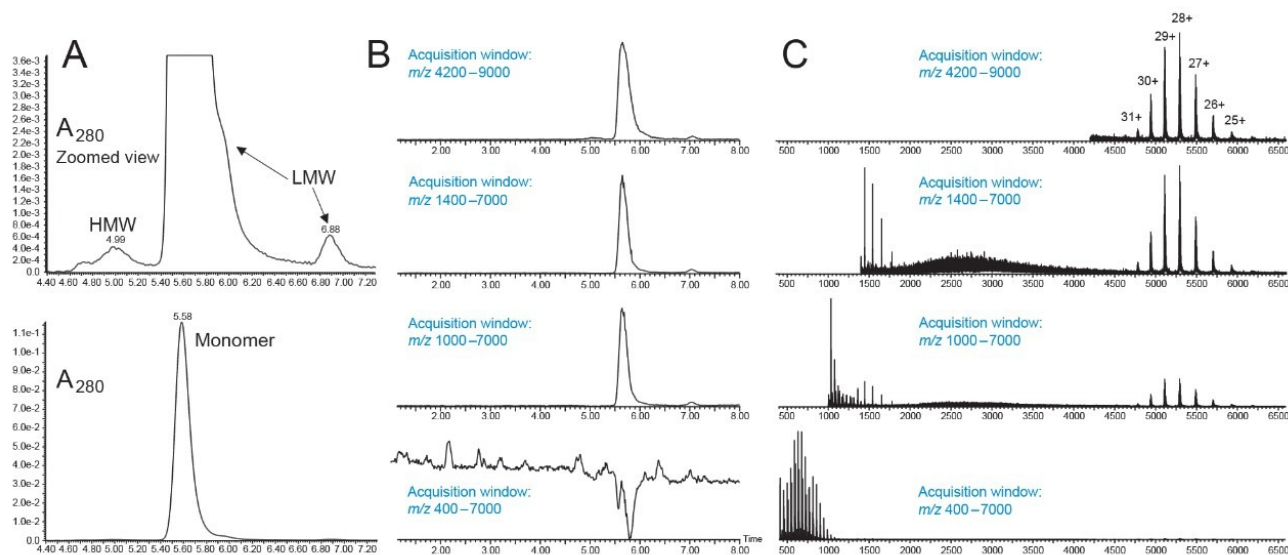 A
3.6e-3
3.4e-3
3.2e-3
3.0e-3
2.8e-3
2.6e-3
2.4e-3
2.2e-3
2.0e-3
1.8e-3
1.6e-3
1.4e-3
1.2e-3
1.0e-3
8.0e-4
6.0e-4
4.0e-4
2.0e-4
0.0
A280
Zoomed view
LMW
HMW
4.99
6.88
4.40 4.60 4.80 5.00 5.20 5.40 5.60 5.80 6.00 6.20 6.40 6.60 6.80 7.00 7.20
5.58
Monomer
A280
1.1e-1
1.0e-1
9.0e-2
8.0e-2
7.0e-2
6.0e-2
5.0e-2
4.0e-2
3.0e-2
2.0e-2
1.0e-2
0.0
4.40 4.60 4.80 5.00 5.20 5.40 5.60 5.80 6.00 6.20 6.40 6.60 6.80 7.00 7.20
B
Acquisition window:
m/z 4200–9000
2.00 3.00 4.00 5.00 6.00 7.00 8.00
Acquisition window:
m/z 1400–7000
2.00 3.00 4.00 5.00 6.00 7.00 8.00
Acquisition window:
m/z 1000–7000
2.00 3.00 4.00 5.00 6.00 7.00 8.00
Acquisition window:
m/z 400–7000
Time
2.00 3.00 4.00 5.00 6.00 7.00 8.00
C
Acquisition window:
m/z 4200–9000
28+
29+
27+
30+
26+
31+
25+
500 1000 1500 2000 2500 3000 3500 4000 4500 5000 5500 6000 6500
Acquisition window:
m/z 1400–7000
500 1000 1500 2000 2500 3000 3500 4000 4500 5000 5500 6000 6500
Acquisition window:
m/z 1000–7000
500 1000 1500 2000 2500 3000 3500 4000 4500 5000 5500 6000 6500
Acquisition window:
m/z 400–7000
500 1000 1500 2000 2500 3000 3500 4000 4500 5000 5500 6000 6500